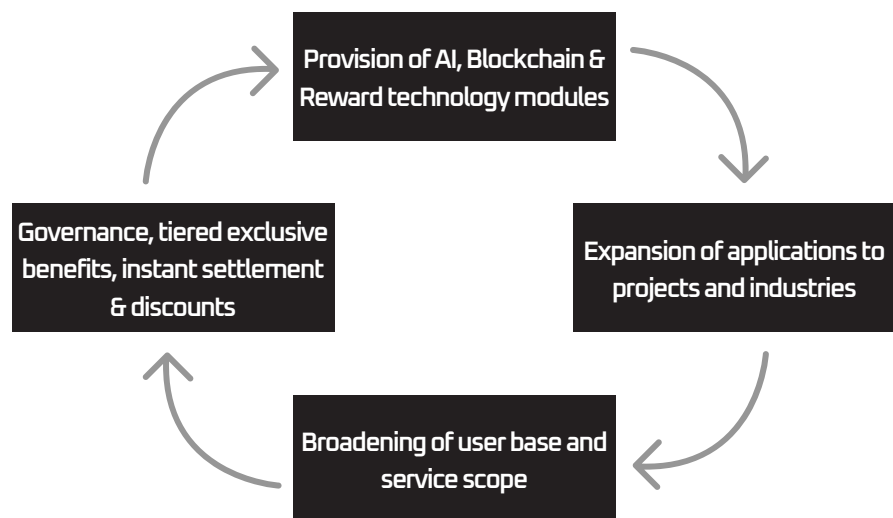 Provision of AI, Blockchain &
Reward technology modules
Governance, tiered exclusive
benefits, instant settlement
& discounts
Expansion of applications to
projects and industries
Broadening of user base and
service scope